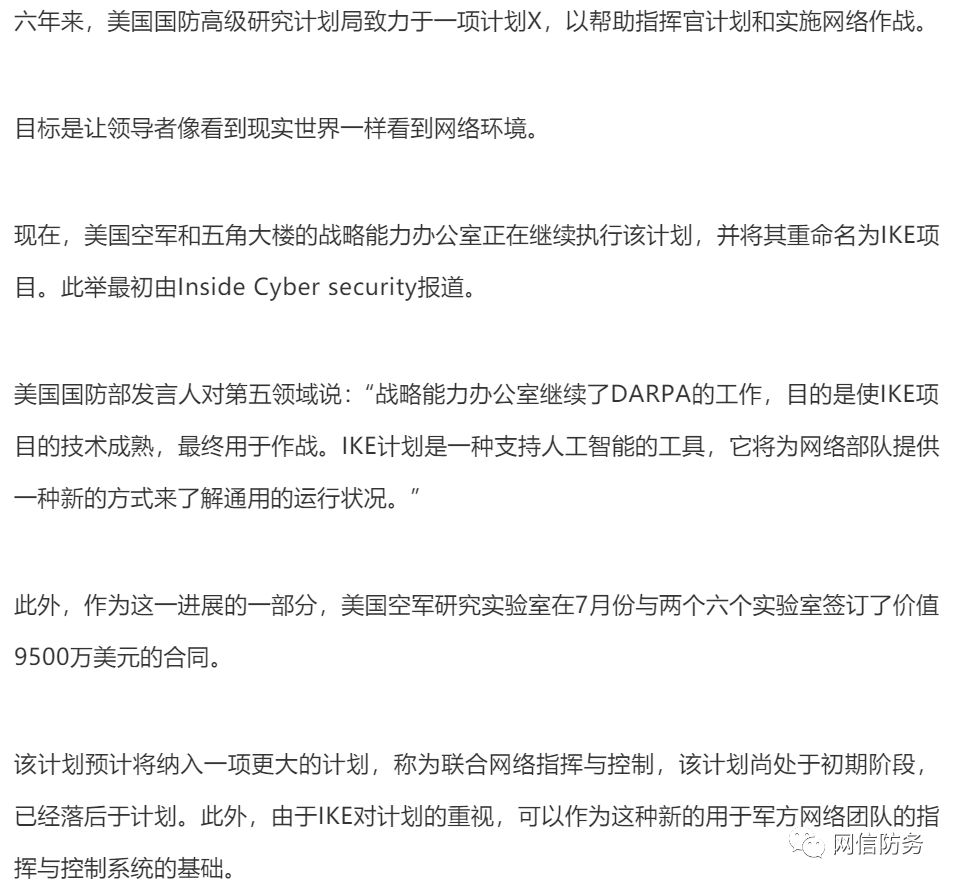 六年来，美国国防高级研究计划局致力于一项计划X，以帮助指挥官计划和实施网络作战。
目标是让领导者像看到现实世界一样看到网络环境。
现在，美国空军和五角大楼的战略能力办公室正在继续执行该计划，并将其重命名为IKE项
目。此举最初由Inside Cyber security报道。
美国国防部发言人对第五领域说：“战略能力办公室继续了DARPA的工作，目的是使IKE项
目的技术成熟，最终用于作战。IKE计划是一种支持人工智能的工具，它将为网络部队提供
一种新的方式来了解通用的运行状况。”
此外，作为这一进展的一部分，美国空军研究实验室在7月份与两个六个实验室签订了价值
9500万美元的合同。
该计划预计将纳入一项更大的计划，称为联合网络指挥与控制，该计划尚处于初期阶段，
已经落后于计划。此外，由于IKE对计划的重视，可以作为这种新的用于军方网络团队的指
挥与控制系统的基础。
网信防务